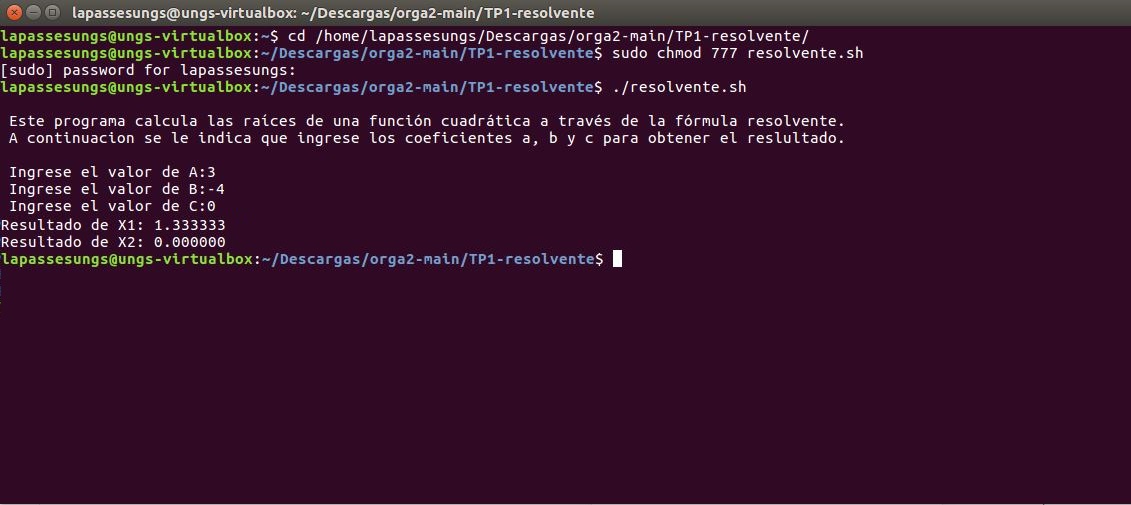 lapassesungs@ungs-virtualbox: ~/Descargas/orga2-main/TP1-resolvente
lapassesungs@ungs-virtualbox:~$ cd /home/lapassesungs/Descargas/orga2-main/TP1-resolvente/
lapassesungs@ungs-virtualbox:~/Descargas/orga2-main/TP1-resolvente$ sudo chmod 777 resolvente.sh
[sudo] password for lapassesungs:
lapassesungs@ungs-virtualbox:~/Descargas/orga2-main/TP1-resolvente$ ./resolvente.sh
Este programa calcula las raíces de una función cuadrática a través de la fórmula resolvente.
A continuacion se le indica que ingrese los coeficientes a, b y c para obtener el reslultado.
Ingrese el valor de A:3
Ingrese el valor de B:-4
Ingrese el valor de C:0
Resultado de X1: 1.333333
Resultado de X2: 0.000000
lapassesungs@ungs-virtualbox:~/Descargas/orga2-main/TP1-resolvente$